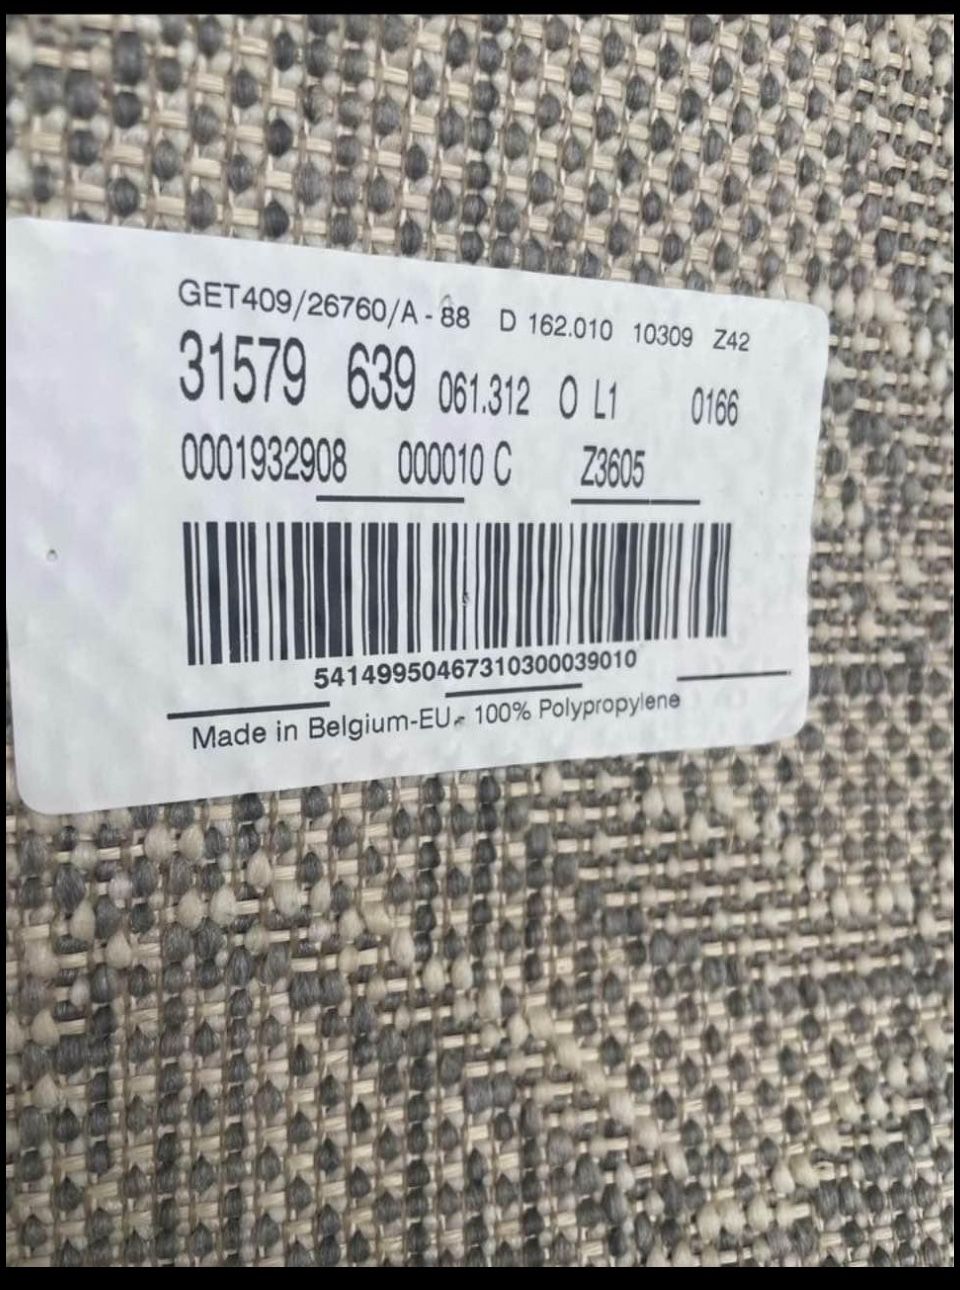 GET409/26760/A - 88 D 162.010 10309 Z42
31579 639 061.312 O L1 0166
0001932908 000010 C Z3605
54149950467310300039010
Made in Belgium-EU - 100% Polypropylene